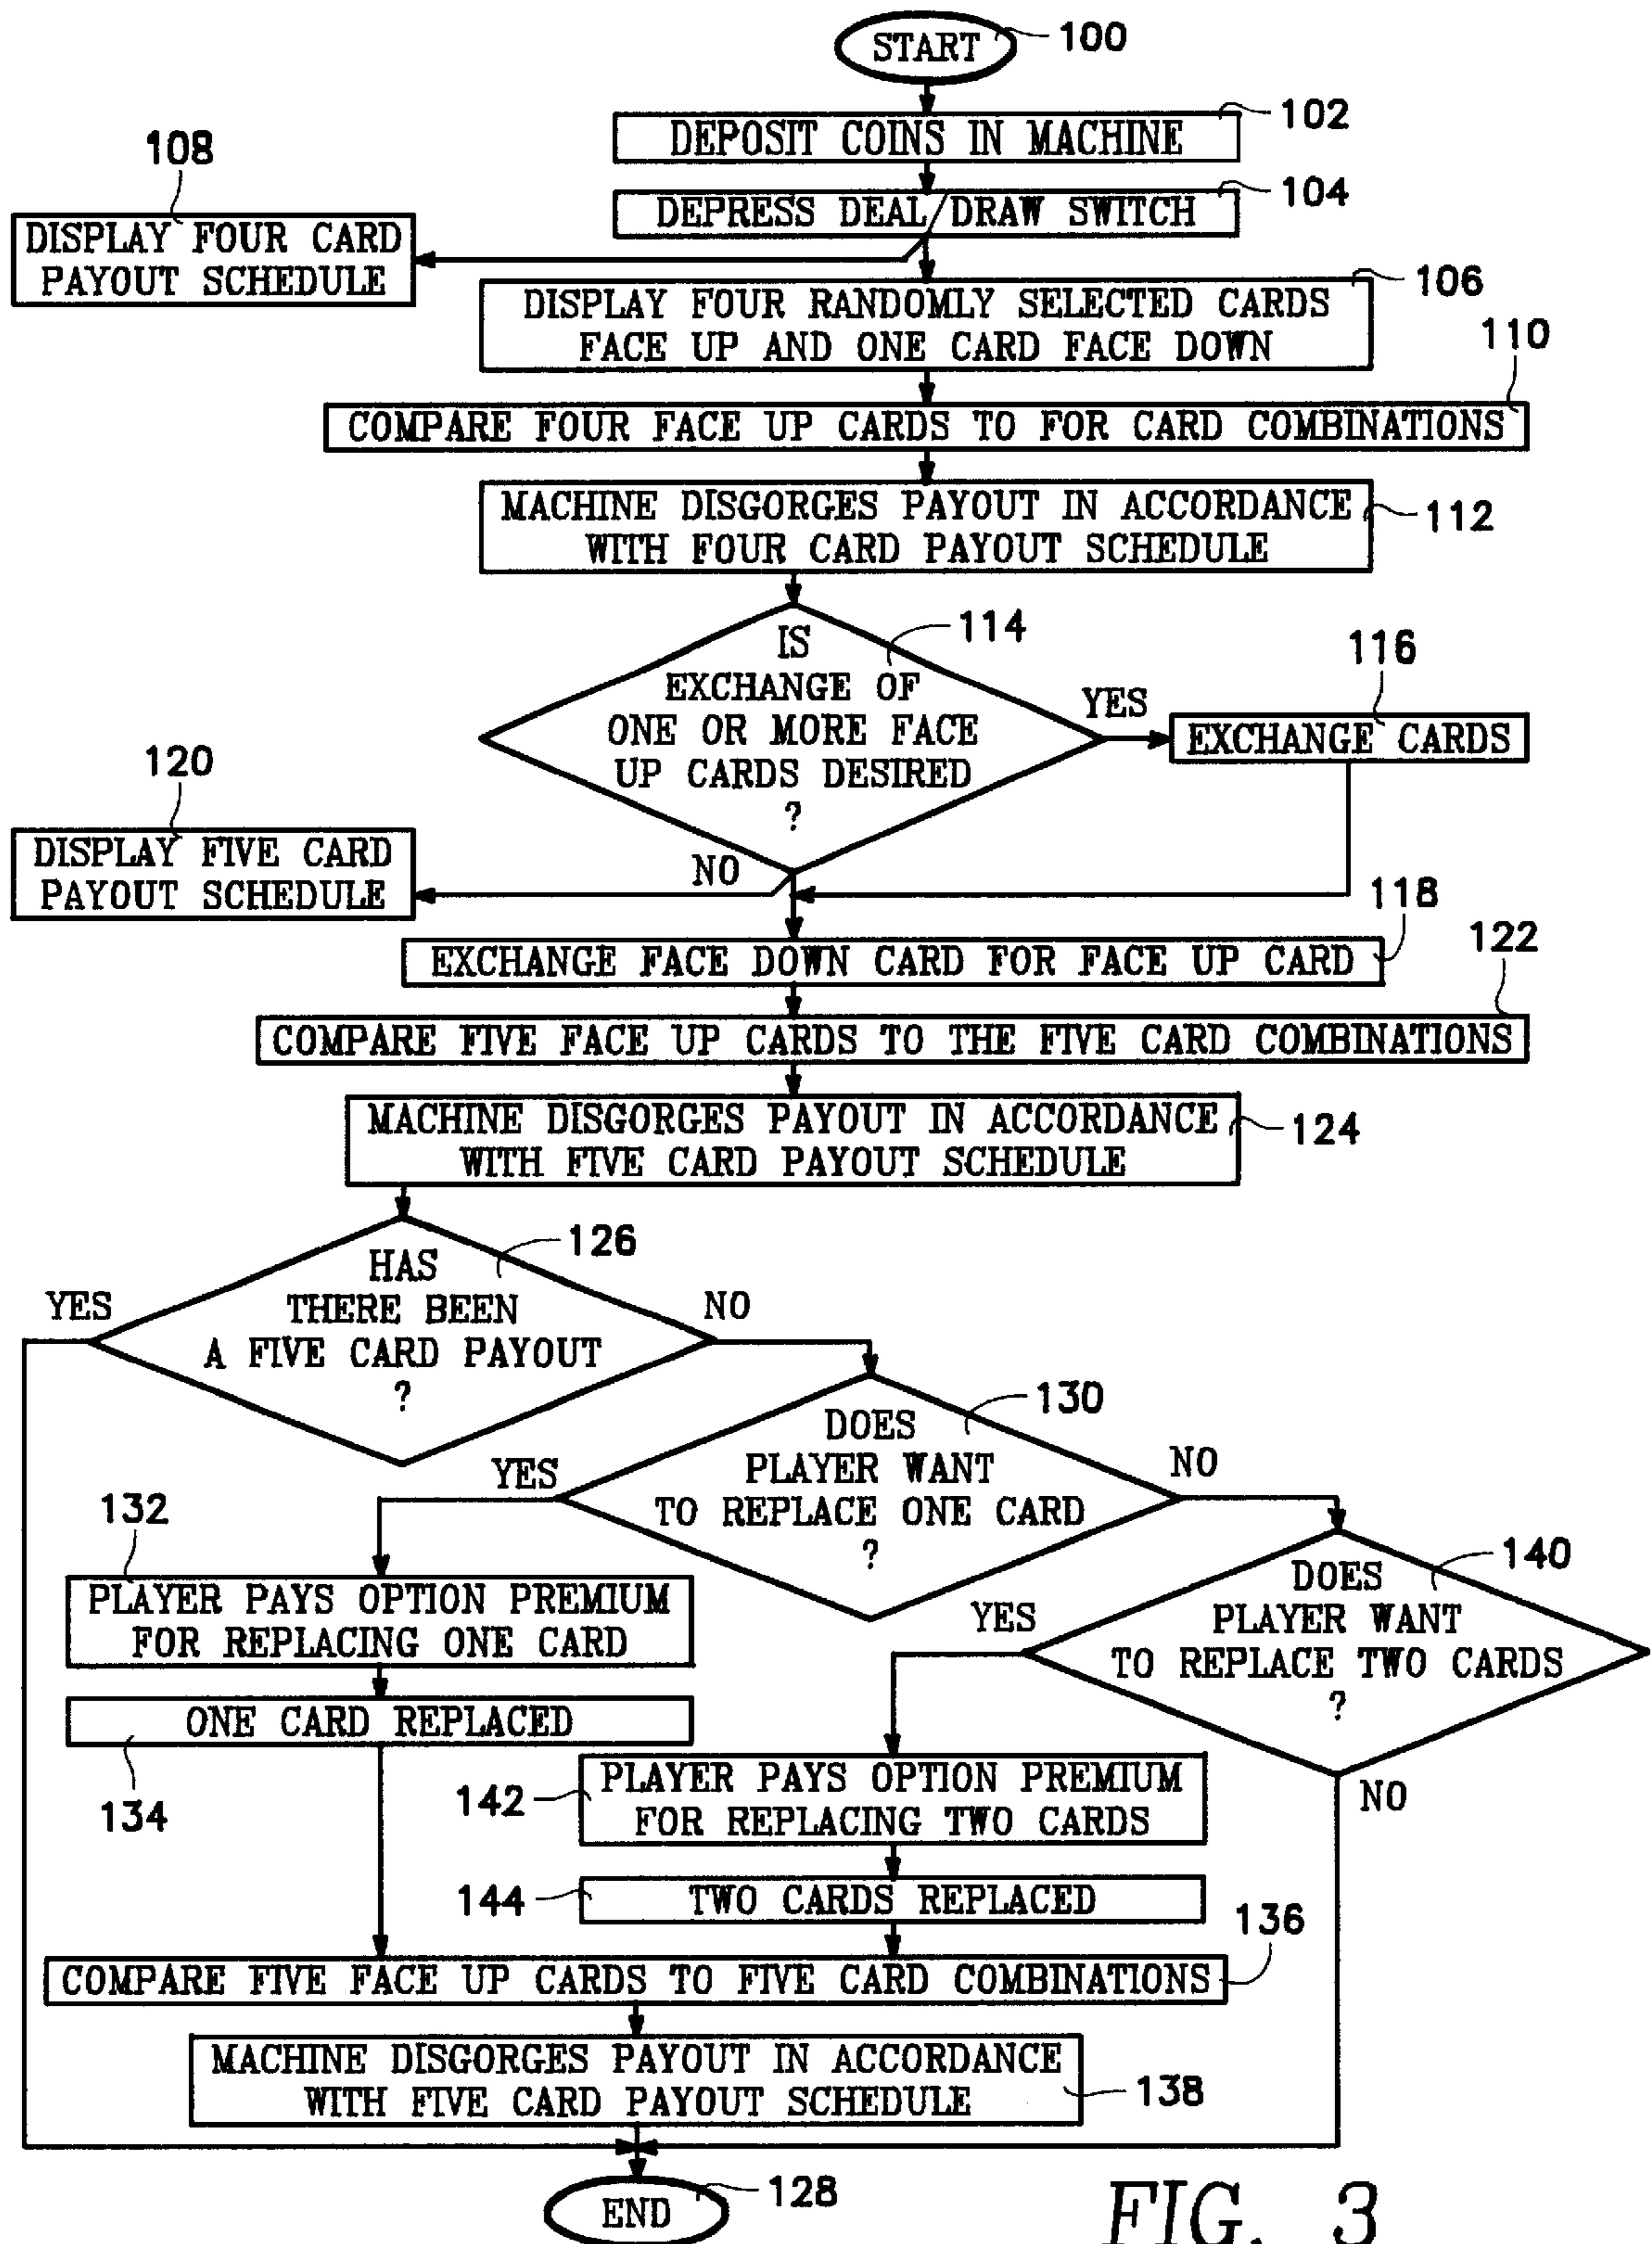 START
100
DEPOSIT COINS IN MACHINE
102
DEPRESS DEAL/DRAW SWITCH
104
108
DISPLAY FOUR CARD
PAYOUT SCHEDULE
DISPLAY FOUR RANDOMLY SELECTED CARDS
FACE UP AND ONE CARD FACE DOWN
106
110
COMPARE FOUR FACE UP CARDS TO FOR CARD COMBINATIONS
MACHINE DISGORGES PAYOUT IN ACCORDANCE
WITH FOUR CARD PAYOUT SCHEDULE
112
IS
EXCHANGE OF
ONE OR MORE FACE
UP CARDS DESIRED
?
114
YES
116
EXCHANGE CARDS
NO
120
DISPLAY FIVE CARD
PAYOUT SCHEDULE
118
EXCHANGE FACE DOWN CARD FOR FACE UP CARD
122
COMPARE FIVE FACE UP CARDS TO THE FIVE CARD COMBINATIONS
MACHINE DISGORGES PAYOUT IN ACCORDANCE
WITH FIVE CARD PAYOUT SCHEDULE
124
HAS
THERE BEEN
A FIVE CARD PAYOUT
?
126
YES
NO
DOES
PLAYER WANT
TO REPLACE ONE CARD
?
130
YES
NO
132
PLAYER PAYS OPTION PREMIUM
FOR REPLACING ONE CARD
ONE CARD REPLACED
134
DOES
PLAYER WANT
TO REPLACE TWO CARDS
?
140
YES
NO
142
PLAYER PAYS OPTION PREMIUM
FOR REPLACING TWO CARDS
144
TWO CARDS REPLACED
136
COMPARE FIVE FACE UP CARDS TO FIVE CARD COMBINATIONS
MACHINE DISGORGES PAYOUT IN ACCORDANCE
WITH FIVE CARD PAYOUT SCHEDULE
138
END
128
FIG. 3